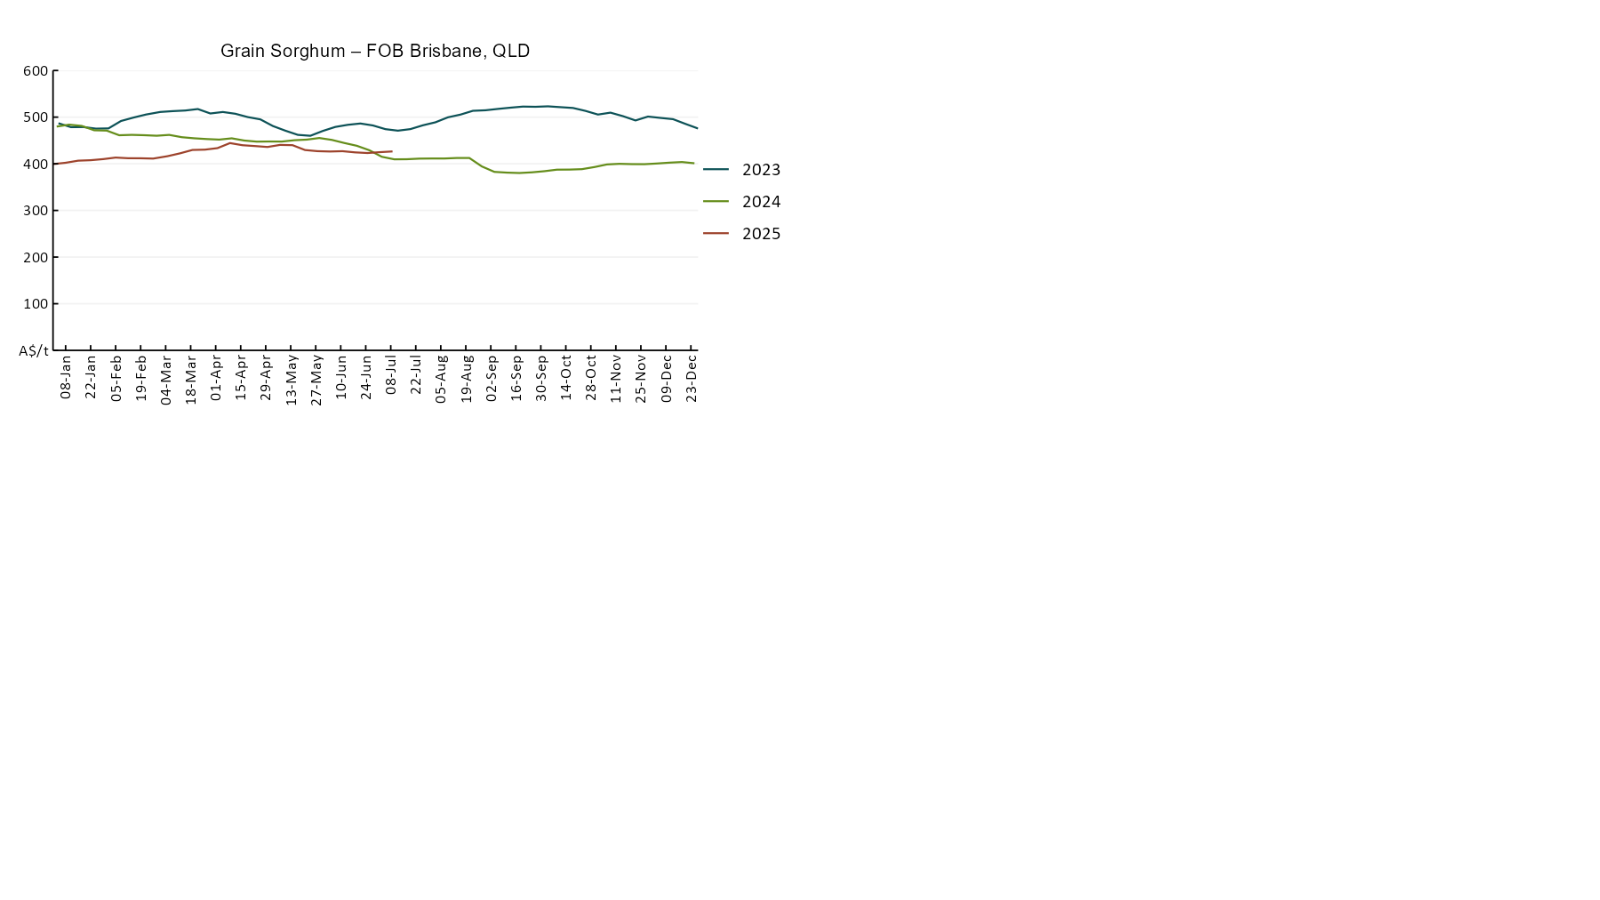 Grain Sorghum – FOB Brisbane, QLD
600
500
400
300
200
100
A$/t
08-Jan
22-Jan
05-Feb
19-Feb
04-Mar
18-Mar
01-Apr
15-Apr
29-Apr
13-May
27-May
10-Jun
24-Jun
08-Jul
22-Jul
05-Aug
19-Aug
02-Sep
16-Sep
30-Sep
14-Oct
28-Oct
11-Nov
25-Nov
09-Dec
23-Dec
2023
2024
2025